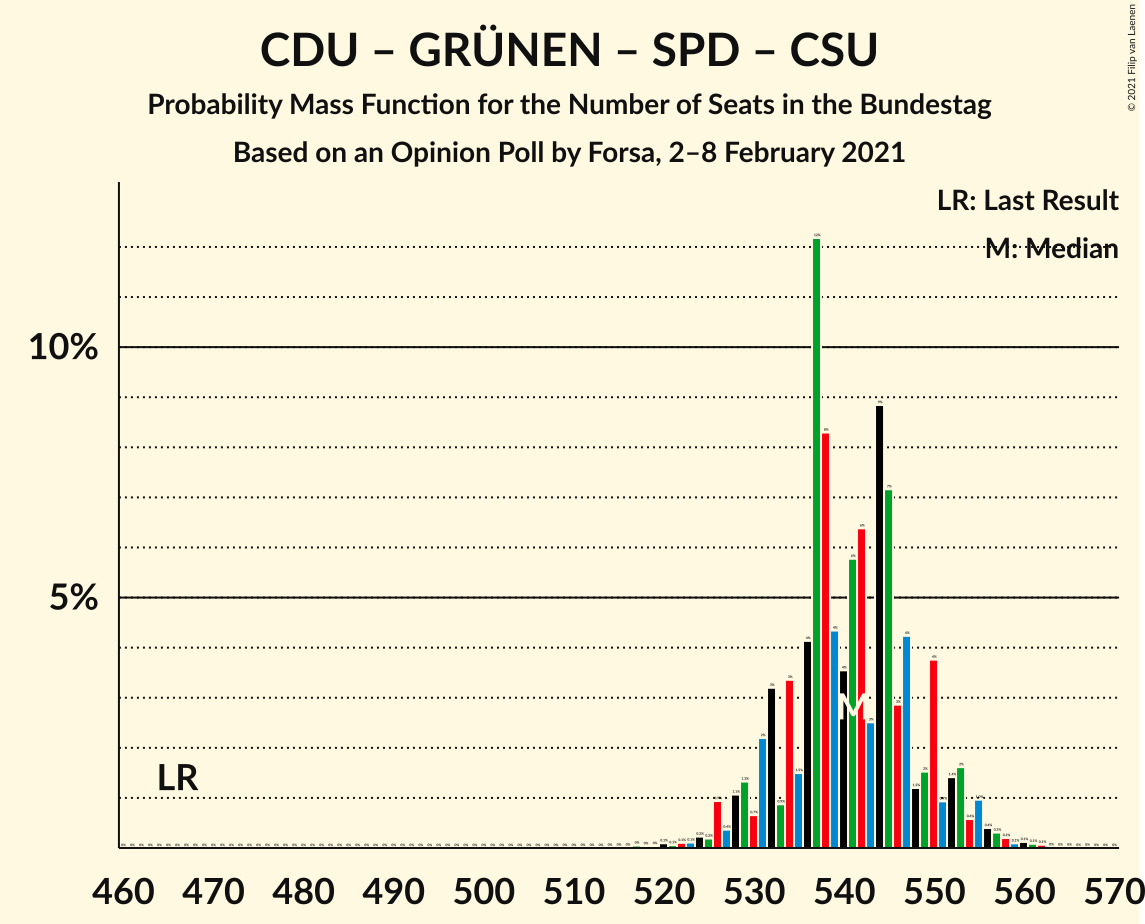 CDU – GRÜNEN – SPD – CSU
Probability Mass Function for the Number of Seats in the Bundestag
Based on an Opinion Poll by Forsa, 2–8 February 2021
© 2021 Filip van Laenen
LR: Last Result
M: Median
10%
5%
LR
M
460 470 480 490 500 510 520 530 540 550 560 570